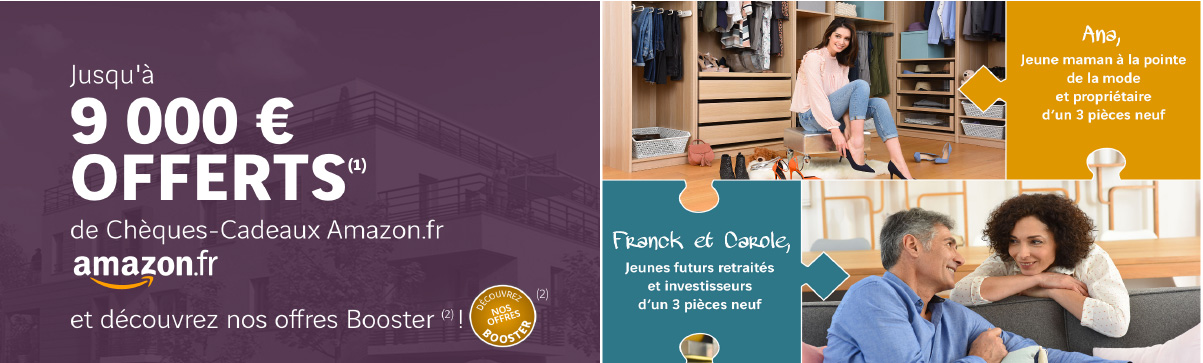 Jusqu'à
9 000 €
OFFERTS(1)
de Chèques-Cadeaux Amazon.fr
amazon.fr
et découvrez nos offres Booster (2) !
DÉCOUVREZ
NOS
OFFRES
BOOSTER
(2)
Ana,
Jeune maman à la pointe
de la mode
et propriétaire
d'un 3 pièces neuf
Franck et Carole,
Jeunes futurs retraités
et investisseurs
d'un 3 pièces neuf